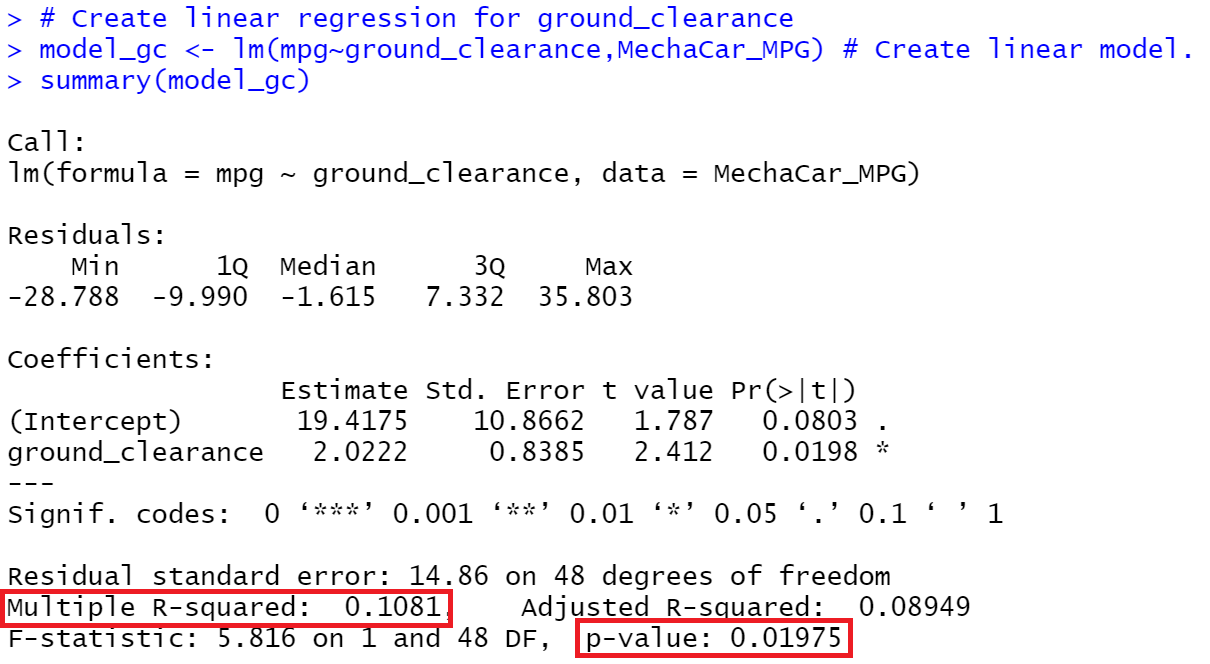 > # Create linear regression for ground_clearance
> model_gc <- lm(mpg~ground_clearance,MechaCar_MPG) # Create linear model.
> summary(model_gc)

Call:
lm(formula = mpg ~ ground_clearance, data = MechaCar_MPG)

Residuals:
    Min      1Q  Median      3Q     Max
-28.788  -9.990  -1.615   7.332  35.803

Coefficients:
                 Estimate Std. Error t value Pr(>|t|)
(Intercept)       19.4175    10.8662   1.787   0.0803 .
ground_clearance   2.0222     0.8385   2.412   0.0198 *
---
Signif. codes:  0 ‘***’ 0.001 ‘**’ 0.01 ‘*’ 0.05 ‘.’ 0.1 ‘ ’ 1

Residual standard error: 14.86 on 48 degrees of freedom
Multiple R-squared:  0.1081,    Adjusted R-squared:  0.08949
F-statistic: 5.816 on 1 and 48 DF,  p-value: 0.01975